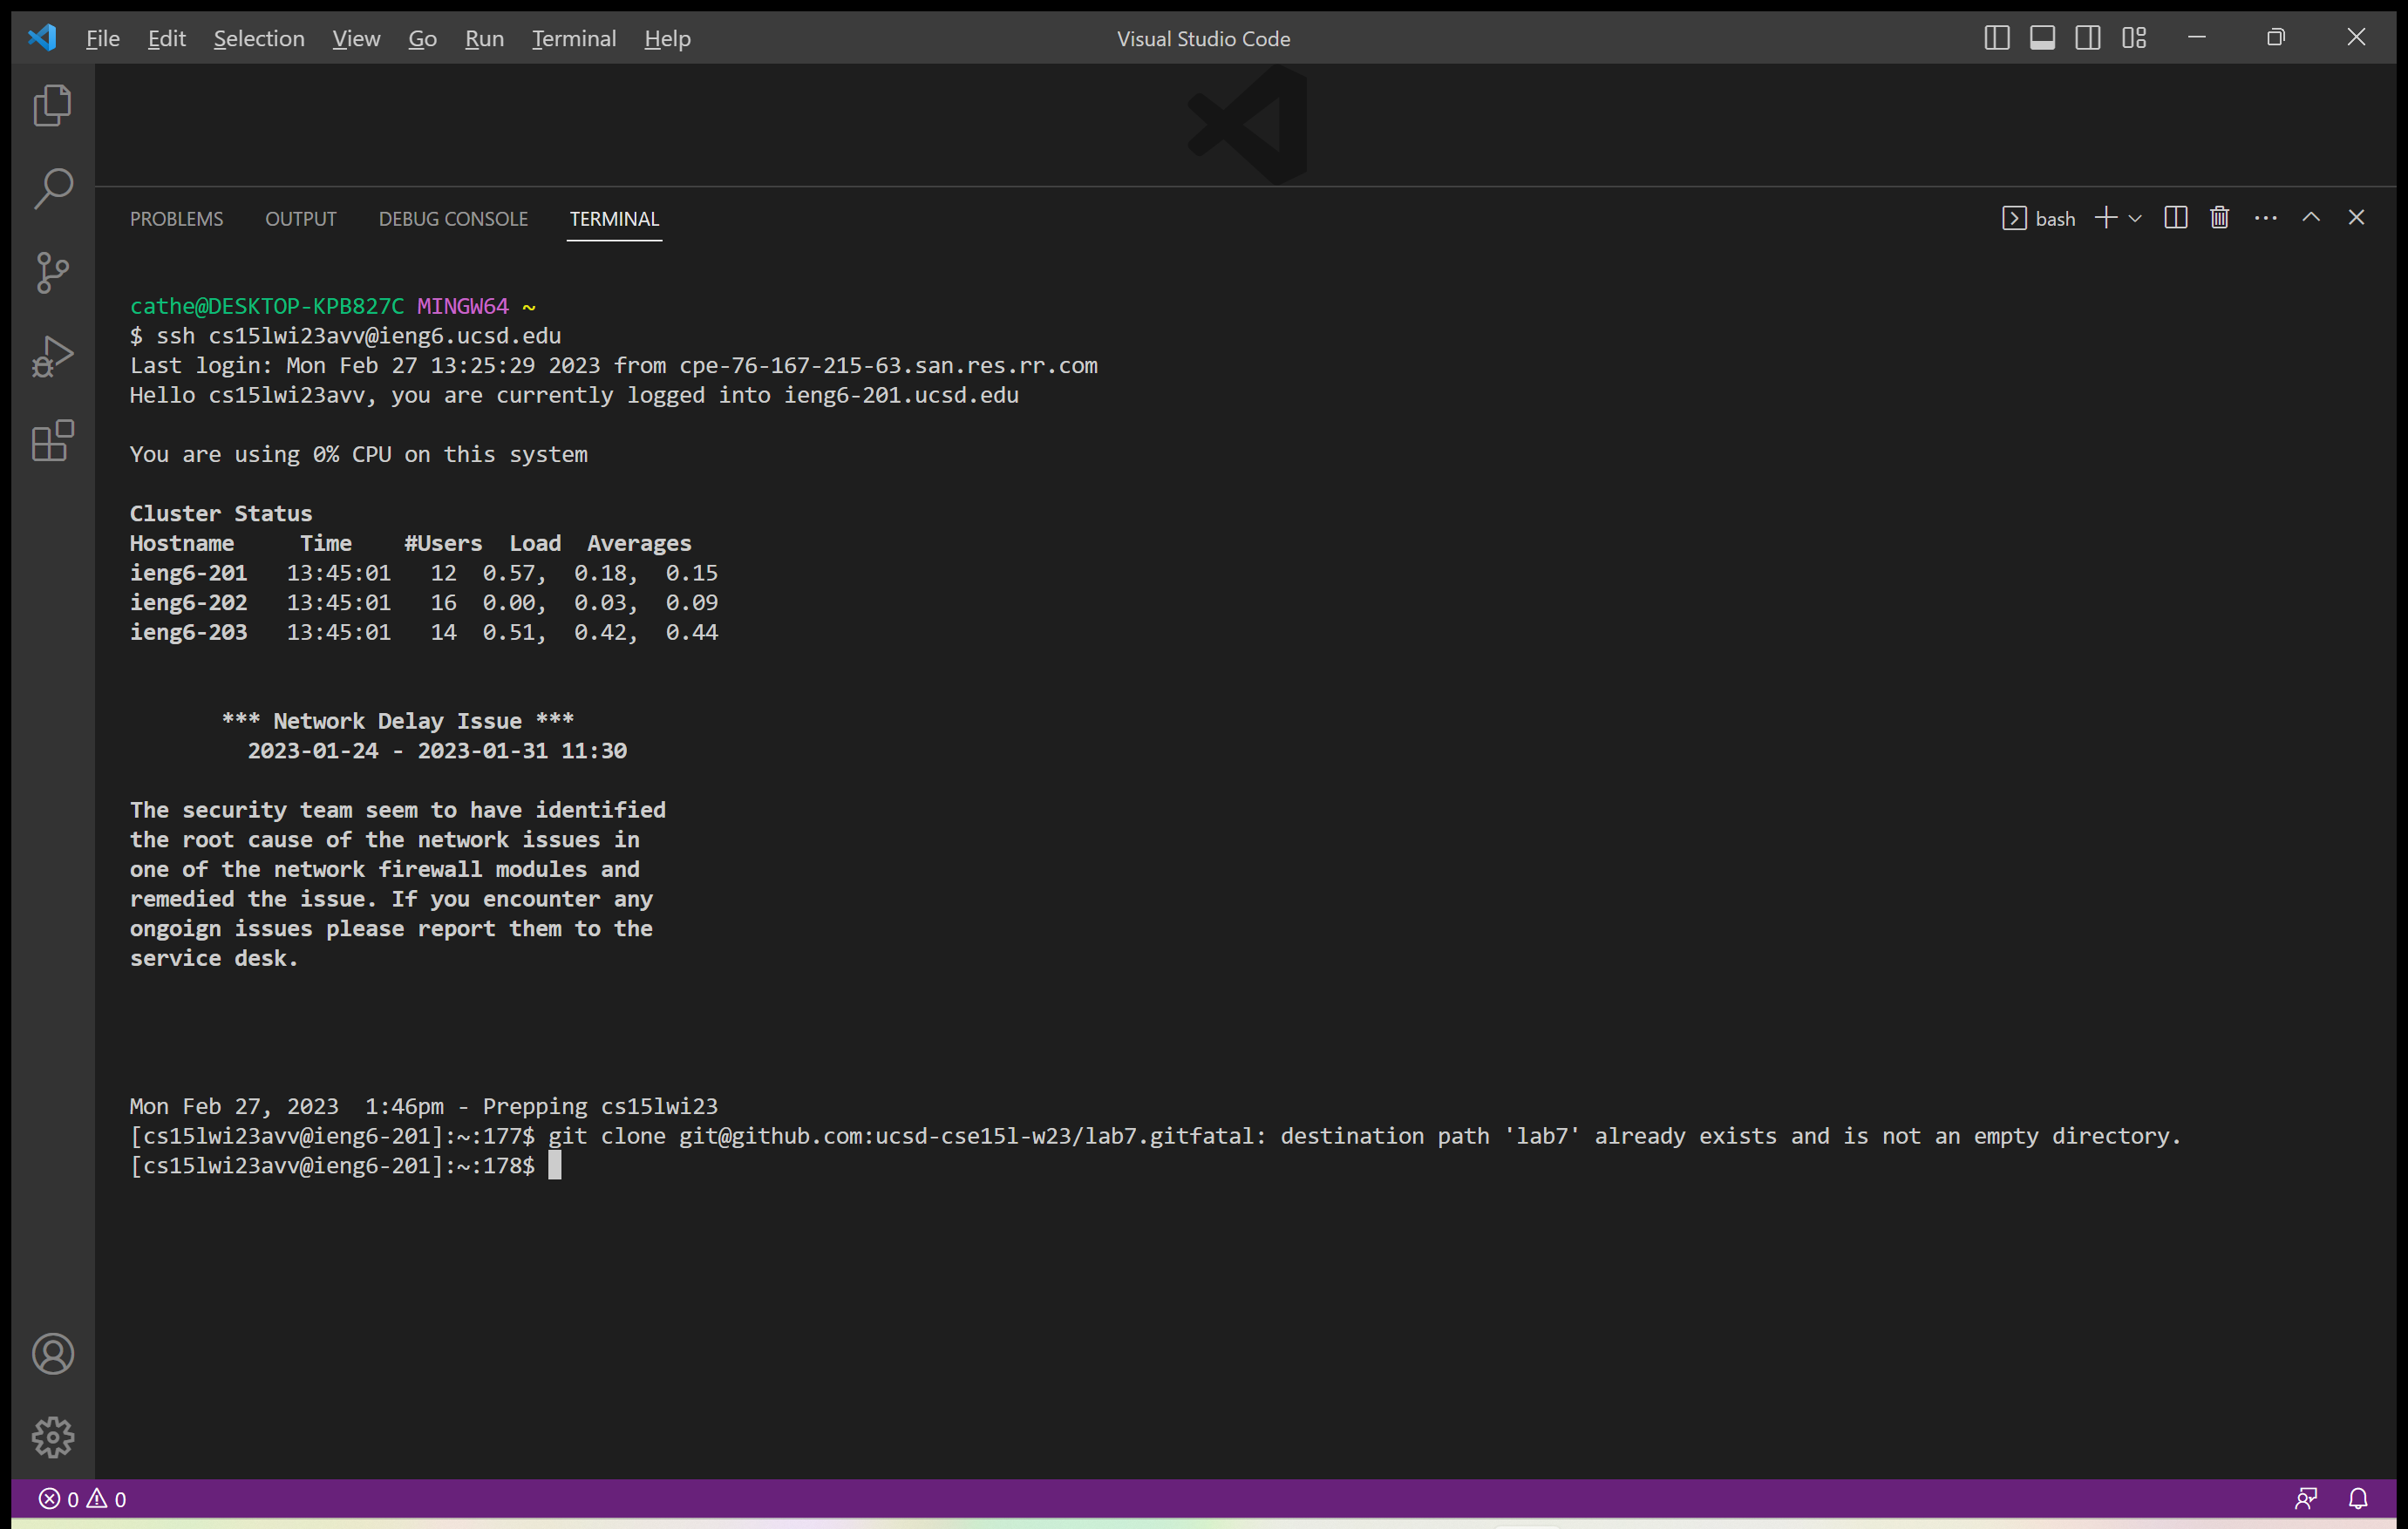 File Edit Selection View Go Run Terminal Help Visual Studio Code
PROBLEMS OUTPUT DEBUG CONSOLE TERMINAL bash
cathe@DESKTOP-KPB827C MINGW64 ~
$ ssh cs15lwi23avv@ieng6.ucsd.edu
Last login: Mon Feb 27 13:25:29 2023 from cpe-76-167-215-63.san.res.rr.com
Hello cs15lwi23avv, you are currently logged into ieng6-201.ucsd.edu
You are using 0% CPU on this system
Cluster Status
Hostname Time #Users Load Averages
ieng6-201 13:45:01 12 0.57, 0.18, 0.15
ieng6-202 13:45:01 16 0.00, 0.03, 0.09
ieng6-203 13:45:01 14 0.51, 0.42, 0.44
*** Network Delay Issue ***
2023-01-24 - 2023-01-31 11:30
The security team seem to have identified
the root cause of the network issues in
one of the network firewall modules and
remedied the issue. If you encounter any
ongoign issues please report them to the
service desk.
Mon Feb 27, 2023 1:46pm - Prepping cs15lwi23
[cs15lwi23avv@ieng6-201]:~:177$ git clone git@github.com:ucsd-cse15l-w23/lab7.gitfatal: destination path 'lab7' already exists and is not an empty directory.
[cs15lwi23avv@ieng6-201]:~:178$
0 0